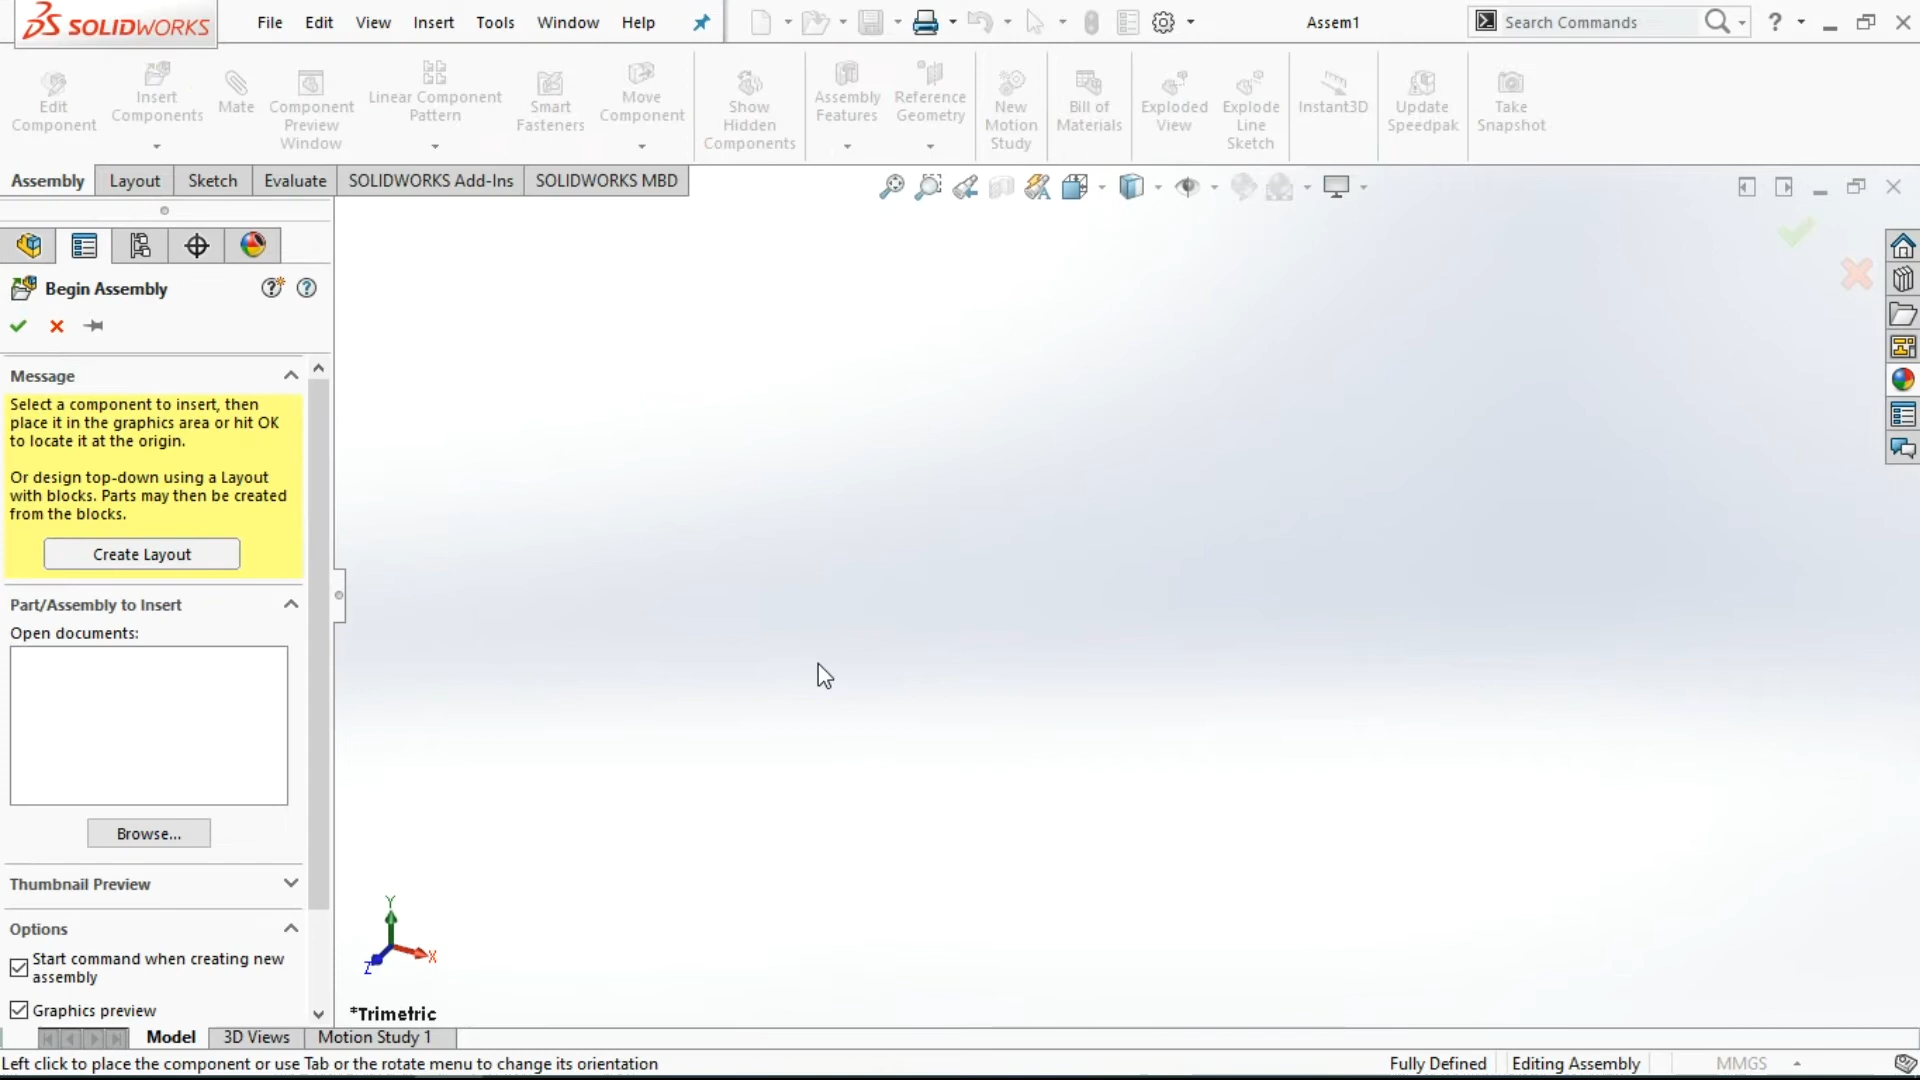 SOLIDWORKS
File Edit View Insert Tools Window Help
Assem1
Search Commands
?
Edit Component
Insert Components
Mate
Component Preview Window
Linear Component Pattern
Smart Fasteners
Move Component
Show Hidden Components
Assembly Features
Reference Geometry
New Motion Study
Bill of Materials
Exploded View
Explode Line Sketch
Instant3D
Update Speedpak
Take Snapshot
Assembly Layout Sketch Evaluate SOLIDWORKS Add-Ins SOLIDWORKS MBD
Begin Assembly
Message
Select a component to insert, then
place it in the graphics area or hit OK
to locate it at the origin.
Or design top-down using a Layout
with blocks. Parts may then be created
from the blocks.
Create Layout
Part/Assembly to Insert
Open documents:
Browse...
Thumbnail Preview
Options
Start command when creating new
assembly
Graphics preview
Y
X
Z
*Trimetric
Model 3D Views Motion Study 1
Left click to place the component or use Tab or the rotate menu to change its orientation
Fully Defined Editing Assembly MMGS